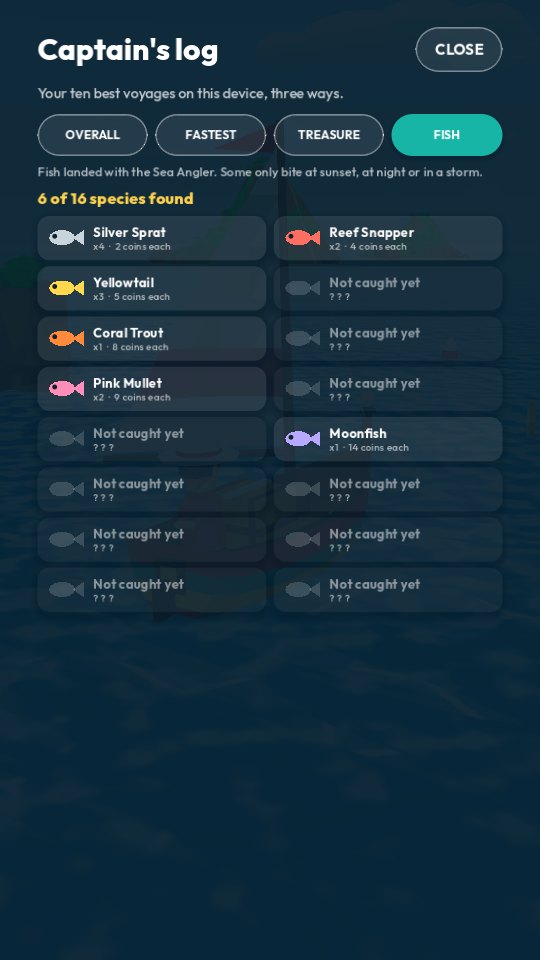 Captain's log
CLOSE
Your ten best voyages on this device, three ways.
OVERALL
FASTEST
TREASURE
FISH
Fish landed with the Sea Angler. Some only bite at sunset, at night or in a storm.
6 of 16 species found
Silver Sprat
x4 · 2 coins each
Reef Snapper
x2 · 4 coins each
Yellowtail
x3 · 5 coins each
Not caught yet
? ? ?
Coral Trout
x1 · 8 coins each
Not caught yet
? ? ?
Pink Mullet
x2 · 9 coins each
Not caught yet
? ? ?
Not caught yet
? ? ?
Moonfish
x1 · 14 coins each
Not caught yet
? ? ?
Not caught yet
? ? ?
Not caught yet
? ? ?
Not caught yet
? ? ?
Not caught yet
? ? ?
Not caught yet
? ? ?